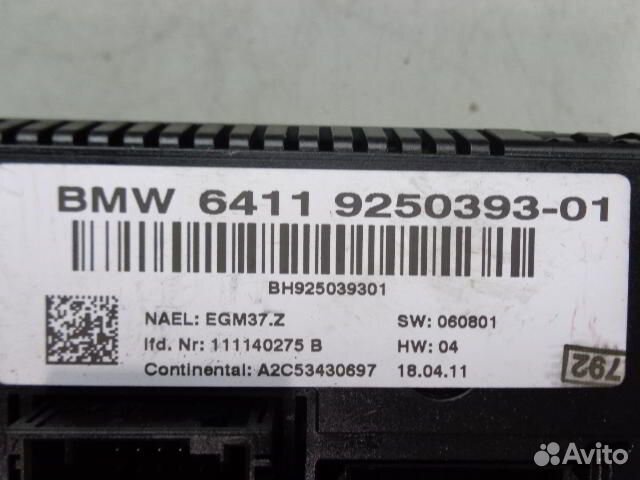 BMW 6411 9250393-01
BH925039301
NAEL: EGM37.Z SW: 060801
lfd. Nr: 111140275 B HW: 04
Continental: A2C53430697 18.04.11
792
Avito